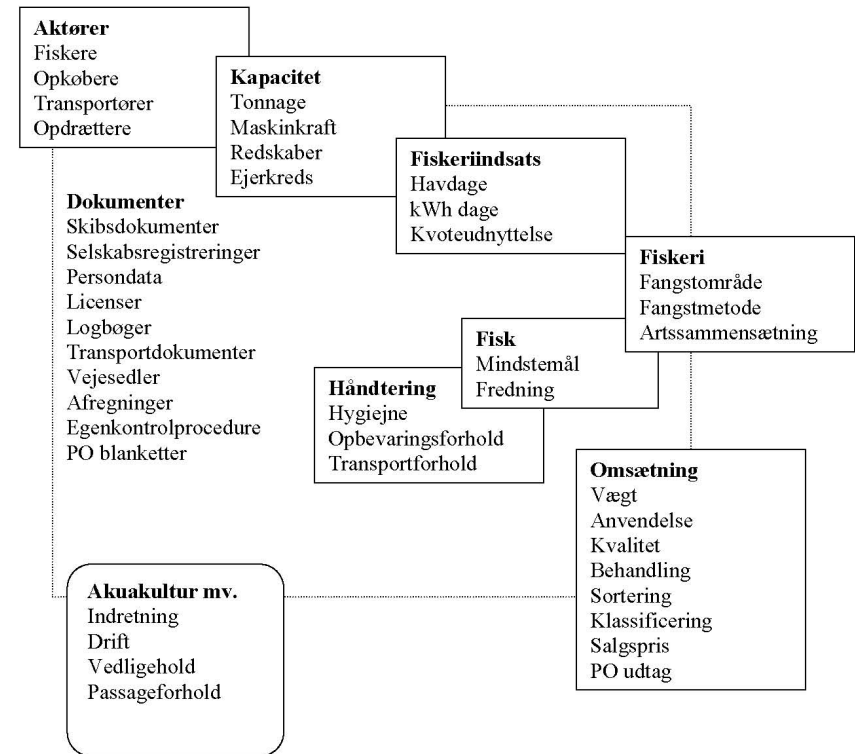 Aktører
Fiskere
Opkøbere
Transportører
Opdrættere
Kapacitet
Tonnage
Maskinkraft
Redskaber
Ejerkreds
Fiskeriindsats
Havdage
kWh dage
Kvoteudnyttelse
Dokumenter
Skibsdokumenter
Selskabsregistreringer
Persondata
Licenser
Logbøger
Transportdokumenter
Vejesedler
Afregninger
Egenkontrolprocedure
PO blanketter
Fiskeri
Fangstområde
Fangstmetode
Artssammensætning
Fisk
Mindstemål
Fredning
Håndtering
Hygiejne
Opbevaringsforhold
Transportforhold
Omsætning
Vægt
Anvendelse
Kvalitet
Behandling
Sortering
Klassificering
Salgspris
PO udtag
Akuakultur mv.
Indretning
Drift
Vedligehold
Passageforhold